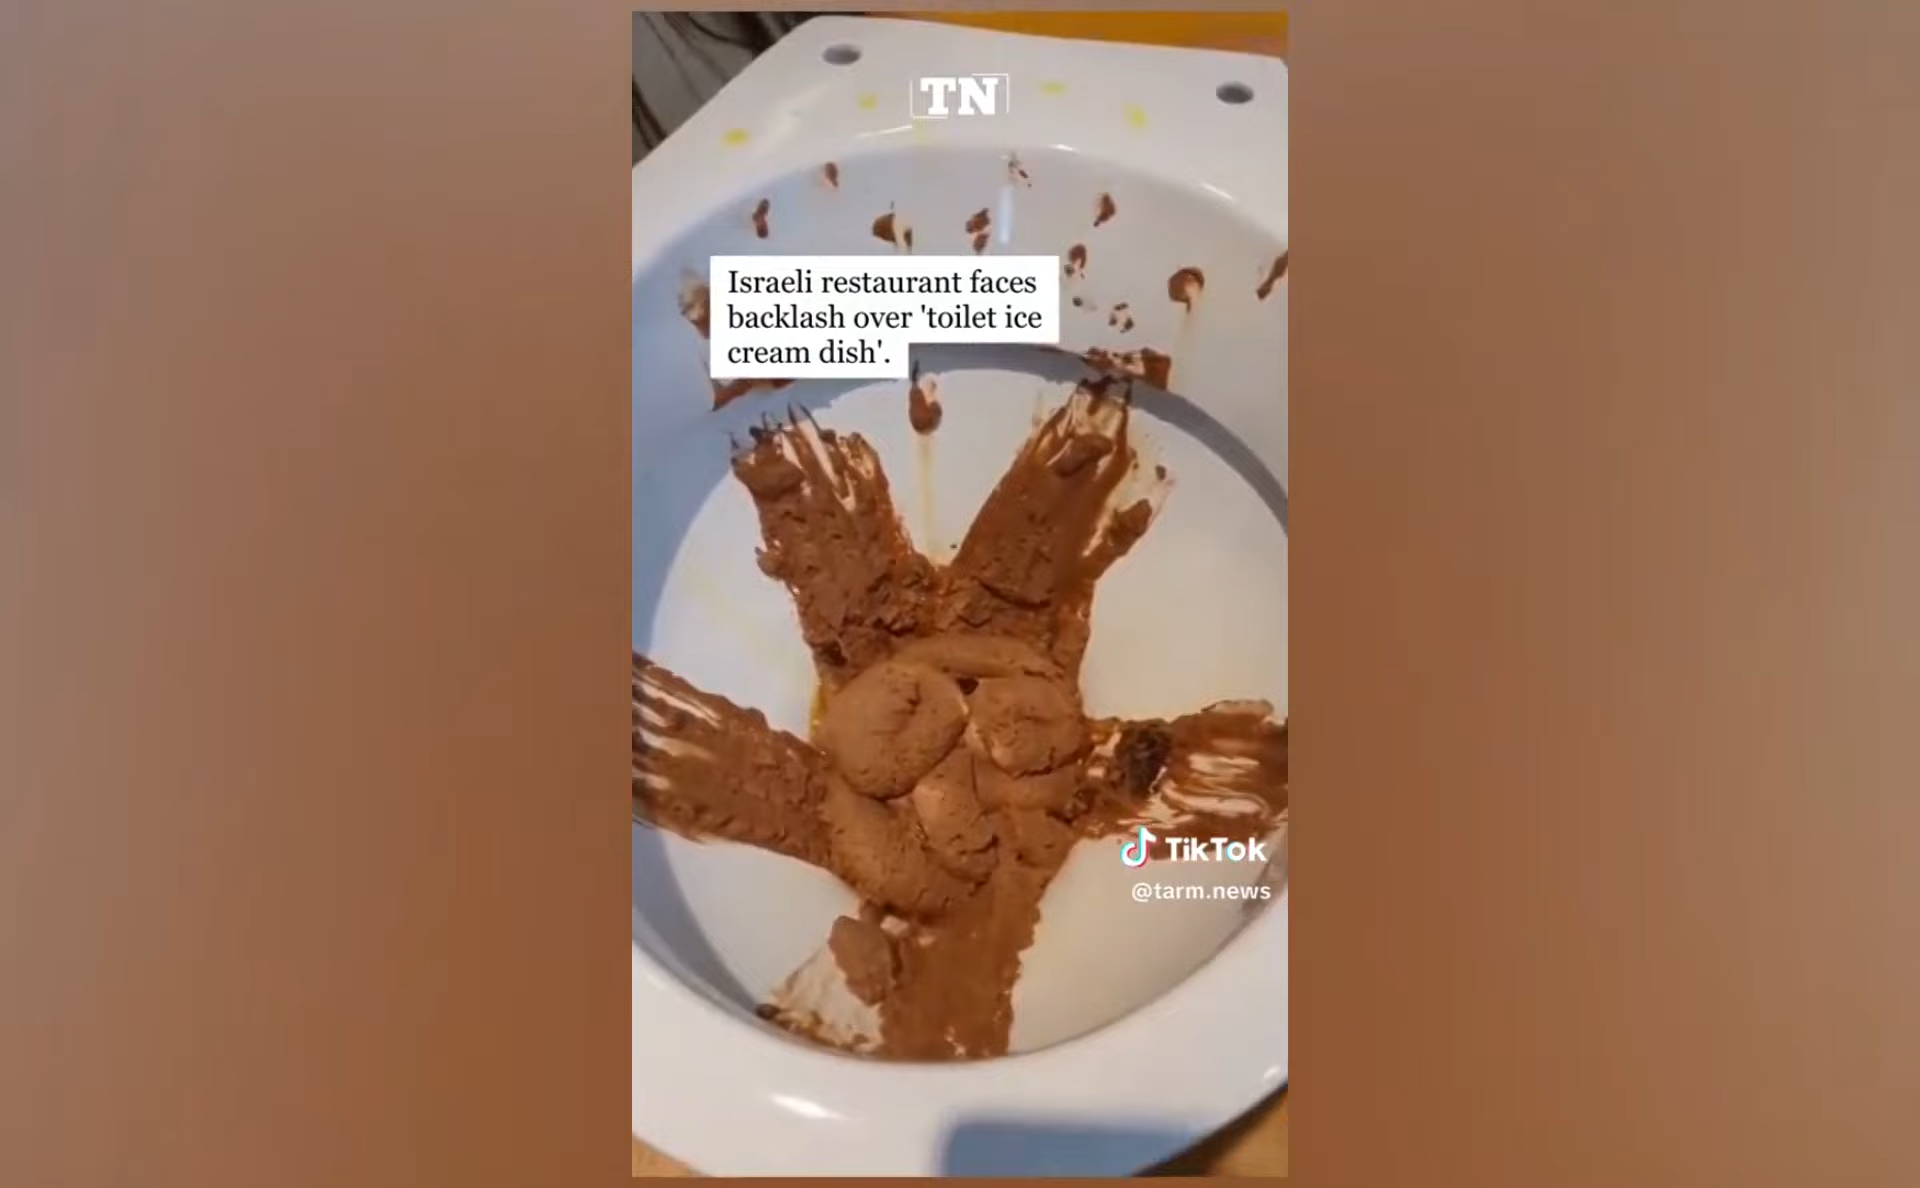 TN
Israeli restaurant faces
backlash over 'toilet ice
cream dish'.
TikTok
@tarm.news